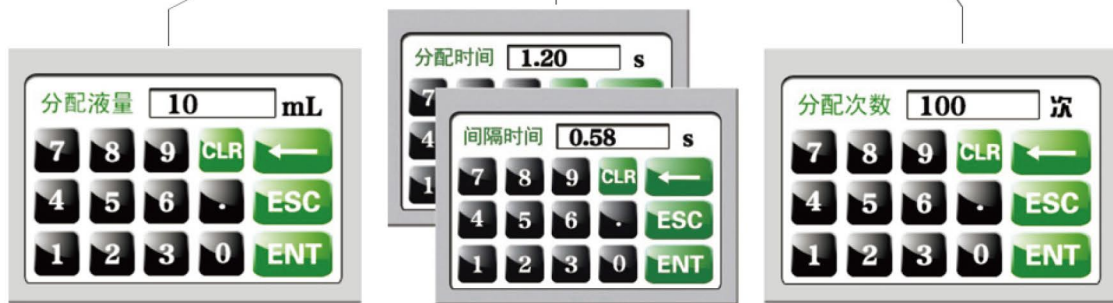 分配液量 10 mL
7 8 9 CLR
4 5 6 . ESC
1 2 3 0 ENT
分配时间 1.20 s
7
4
1
间隔时间 0.58 s
7 8 9 CLR
4 5 6 . ESC
1 2 3 0 ENT
分配次数 100 次
7 8 9 CLR
4 5 6 . ESC
1 2 3 0 ENT